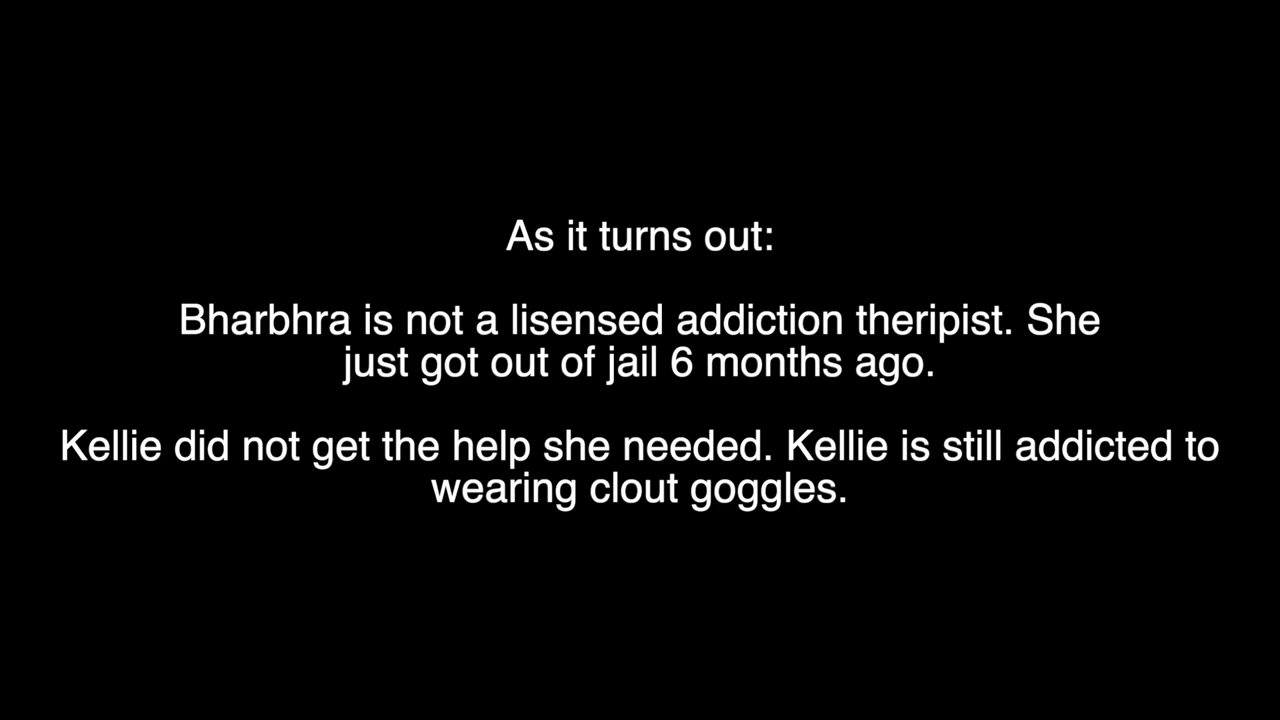 As it turns out:
Bharbhra is not a lisensed addiction theripist. She
just got out of jail 6 months ago.
Kellie did not get the help she needed. Kellie is still addicted to
wearing clout goggles.